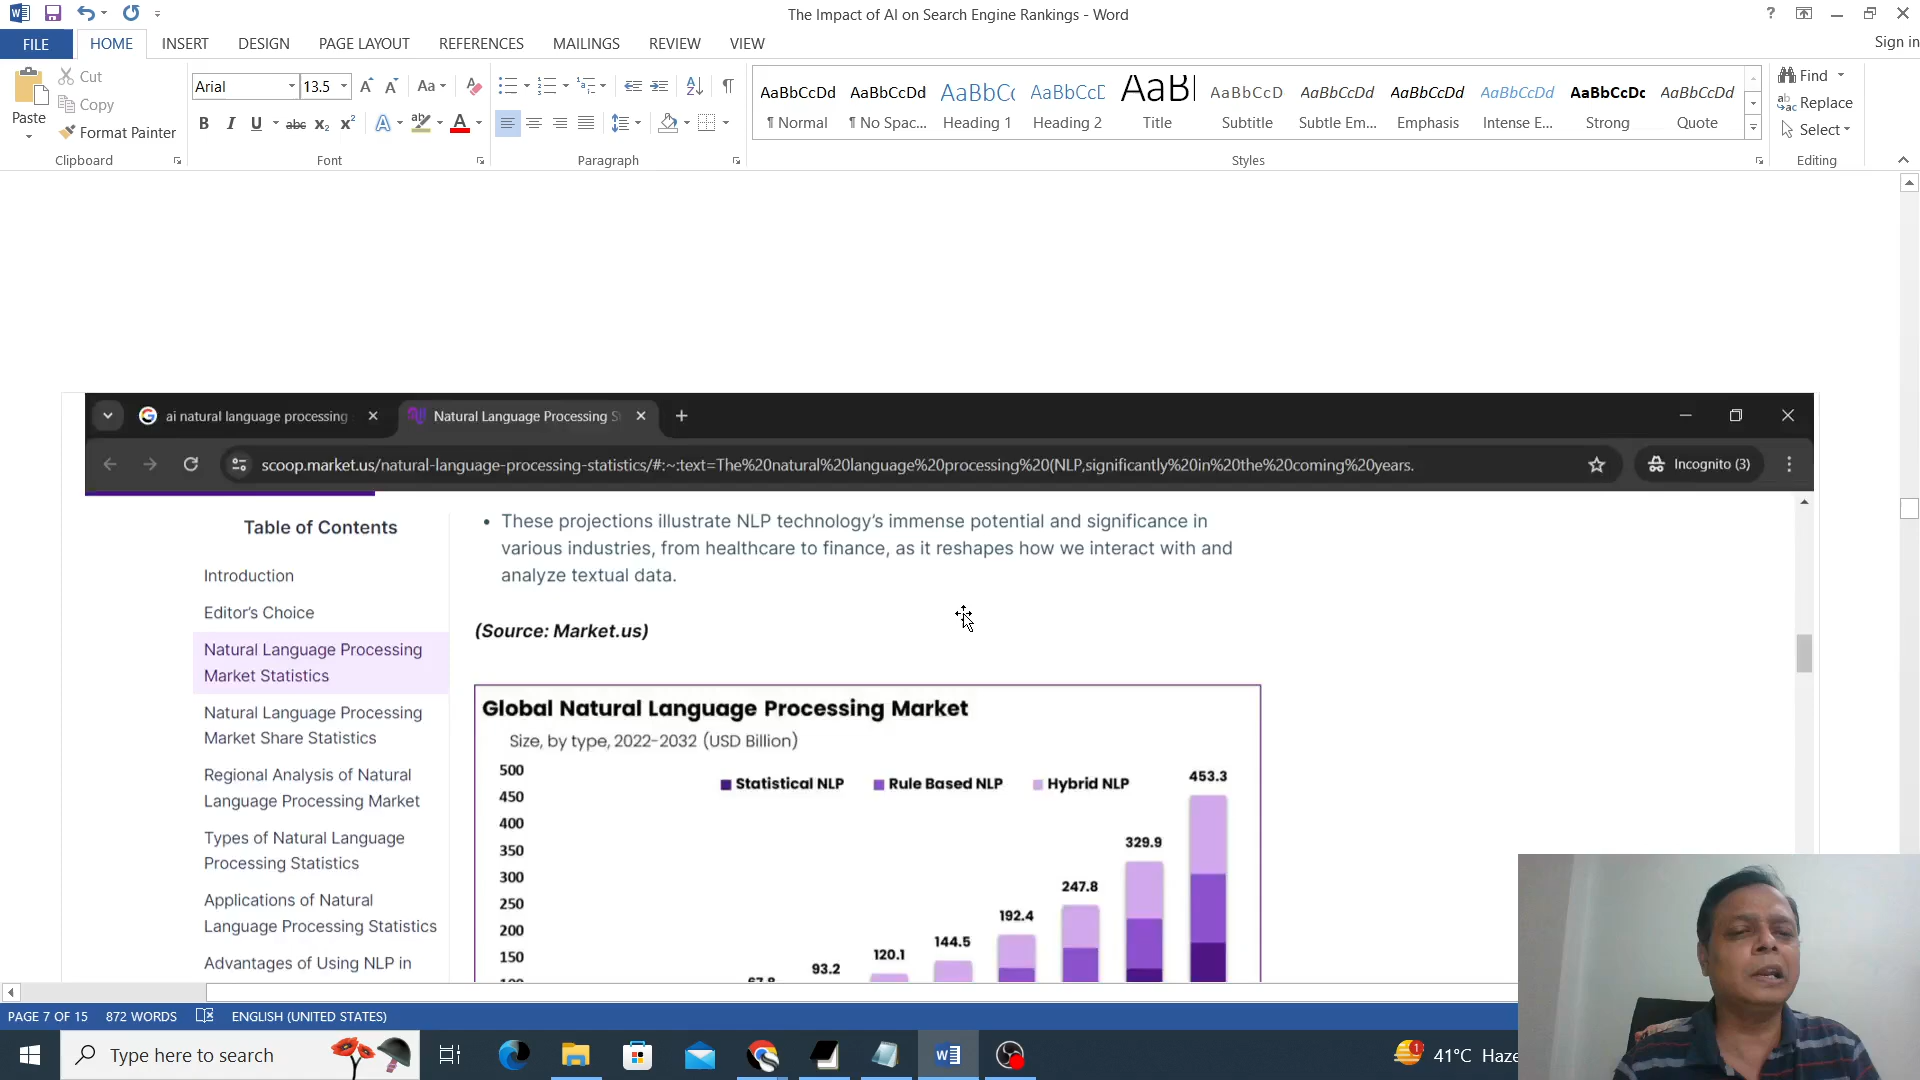 The Impact of AI on Search Engine Rankings - Word
FILE HOME INSERT DESIGN PAGE LAYOUT REFERENCES MAILINGS REVIEW VIEW
Sign in
Paste
Cut
Copy
Format Painter
Clipboard
Arial 13.5
Font
Paragraph
AaBbCcDd AaBbCcDd AaBbCc AaBbCcD AaBl AaBbCcD AaBbCcDd AaBbCcDd AaBbCcDd AaBbCcDc AaBbCcDd
¶ Normal ¶ No Spac... Heading 1 Heading 2 Title Subtitle Subtle Em... Emphasis Intense E... Strong Quote
Styles
Find
Replace
Select
Editing
ai natural language processing Natural Language Processing
scoop.market.us/natural-language-processing-statistics/#:~:text=The%20natural%20language%20processing%20(NLP,significantly%20in%20the%20coming%20years.
Incognito (3)
Table of Contents
Introduction
Editor's Choice
Natural Language Processing
Market Statistics
Natural Language Processing
Market Share Statistics
Regional Analysis of Natural
Language Processing Market
Types of Natural Language
Processing Statistics
Applications of Natural
Language Processing Statistics
Advantages of Using NLP in
• These projections illustrate NLP technology's immense potential and significance in
various industries, from healthcare to finance, as it reshapes how we interact with and
analyze textual data.
(Source: Market.us)
Global Natural Language Processing Market
Size, by type, 2022-2032 (USD Billion)
Statistical NLP Rule Based NLP Hybrid NLP
500
450
400
350
300
250
200
150
93.2
120.1
144.5
192.4
247.8
329.9
453.3
PAGE 7 OF 15 872 WORDS ENGLISH (UNITED STATES)
Type here to search
41°C Haze